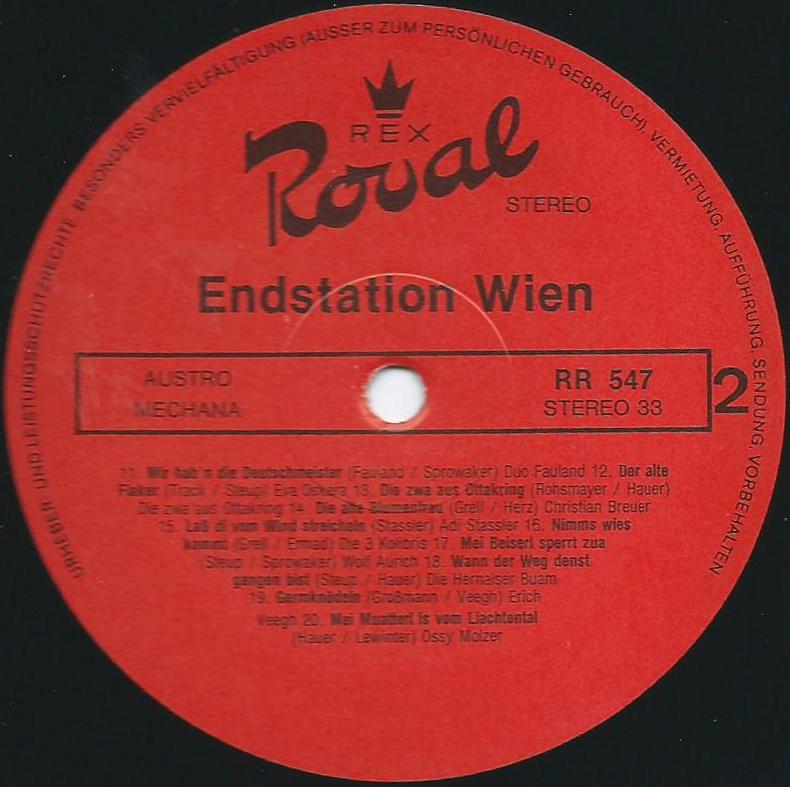 URHEBER- UND LEISTUNGSSCHUTZRECHTE, BESONDERS VERVIELFÄLTIGUNG (AUSSER ZUM PERSÖNLICHEN GEBRAUCH), VERMIETUNG, AUFFÜHRUNG, SENDUNG, VORBEHALTEN
REX
Royal
STEREO
Endstation Wien
AUSTRO
MECHANA
RR 547
STEREO 33
2
11. Wir hab'n die Deutschmeister (Fauland / Sprowaker) Duo Fauland 12. Der alte
Fiaker (Track / Steup) Eva Oskera 13. Die zwa aus Ottakring (Rohsmayer / Hauer)
Die zwa aus Ottakring 14. Die alte Blumenfrau (Grell / Herz) Christian Breuer
15. Laß di vom Wind streicheln (Stassler) Adi Stassler 16. Nimms wies
kommt (Grell / Ermad) Die 3 Kolibris 17. Mei Beiserl sperrt zua
(Steup / Sprowaker) Wolf Aurich 18. Wann der Weg denst
gangen bist (Steup / Hauer) Die Hernalser Buam
19. Germknödeln (Großmann / Veegh) Erich
Veegh 20. Mei Muatterl is vom Liachtental
(Hauer / Lewinter) Ossy Molzer